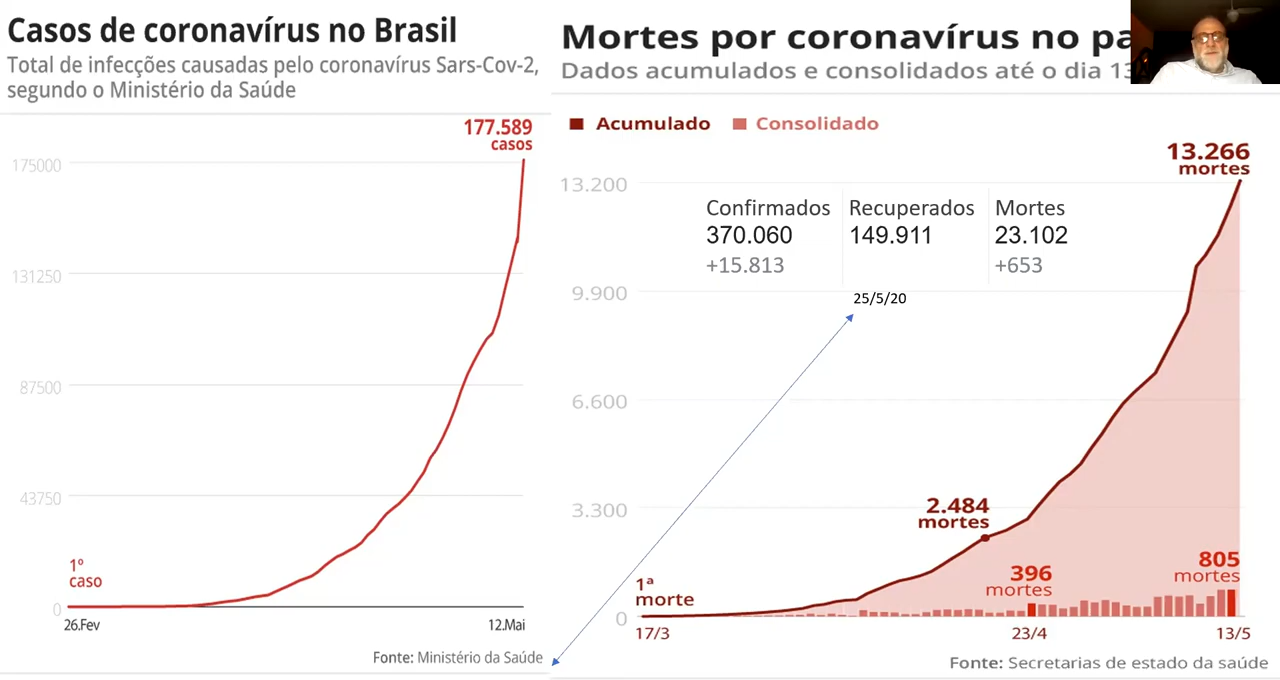 Casos de coronavírus no Brasil
Total de infecções causadas pelo coronavírus Sars-Cov-2,
segundo o Ministério da Saúde
177.589
casos
175000
131250
87500
43750
0
1º
caso
26.Fev
12.Mai
Fonte: Ministério da Saúde
Mortes por coronavírus no pa
Dados acumulados e consolidados até o dia 13
Acumulado
Consolidado
13.266
mortes
13.200
9.900
6.600
3.300
0
Confirmados
370.060
+15.813
Recuperados
149.911
Mortes
23.102
+653
25/5/20
2.484
mortes
1ª
morte
396
mortes
805
mortes
17/3
23/4
13/5
Fonte: Secretarias de estado da saúde